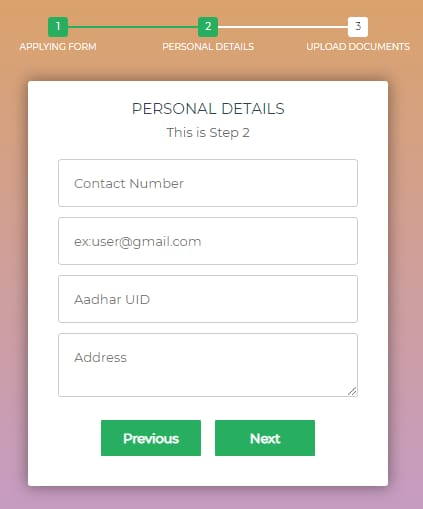 1 2 3
APPLYING FORM PERSONAL DETAILS UPLOAD DOCUMENTS
PERSONAL DETAILS
This is Step 2
Contact Number
ex:user@gmail.com
Aadhar UID
Address
Previous Next